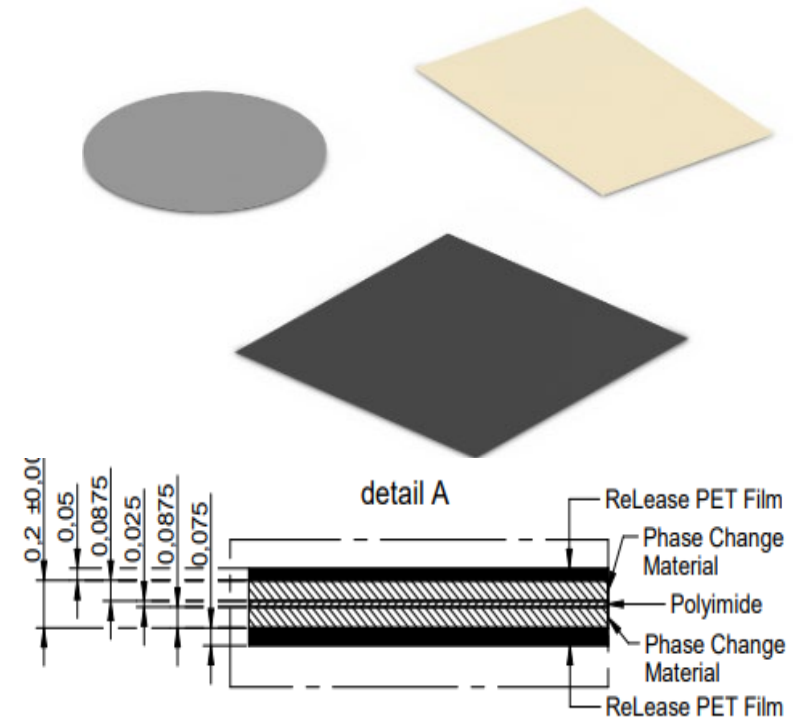 detail A
0,05
0,0875
0,025
0,0875
0,075
ReLease PET Film
Phase Change
Material
Polyimide
Phase Change
Material
ReLease PET Film